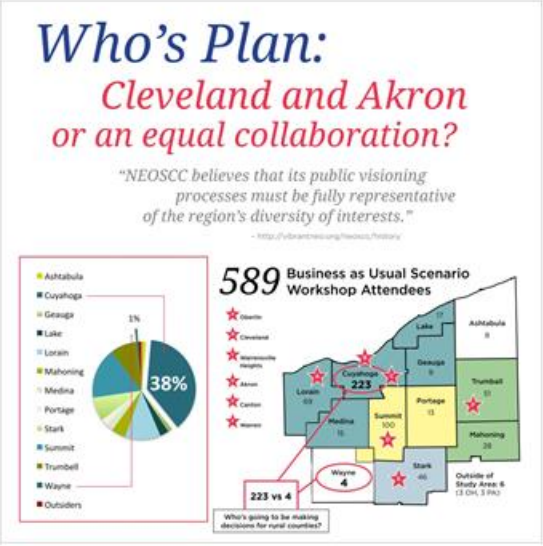 Who's Plan:
Cleveland and Akron
or an equal collaboration?
"NEOSCC believes that its public visioning
processes must be fully representative
of the region's diversity of interests."
- http://vibrantneo.org/neoscc/history
Ashtabula
Cuyahoga
Geauga
Lake
Lorain
Mahoning
Medina
Portage
Stark
Summit
Trumbell
Wayne
Outsiders
1%
38%
589 Business as Usual Scenario
Workshop Attendees
Oberlin
Cleveland
Warrensville
Heights
Akron
Canton
Warren
Lake
17
Ashtabula
8
Geauga
9
Cuyahoga
223
Lorain
Trumbull
51
Medina
15
Summit
100
Portage
13
Mahoning
28
Wayne
4
Stark
46
Outside of
Study Area: 6
(3 OH, 3 PA)
223 vs 4
Who's going to be making
decisions for rural counties?